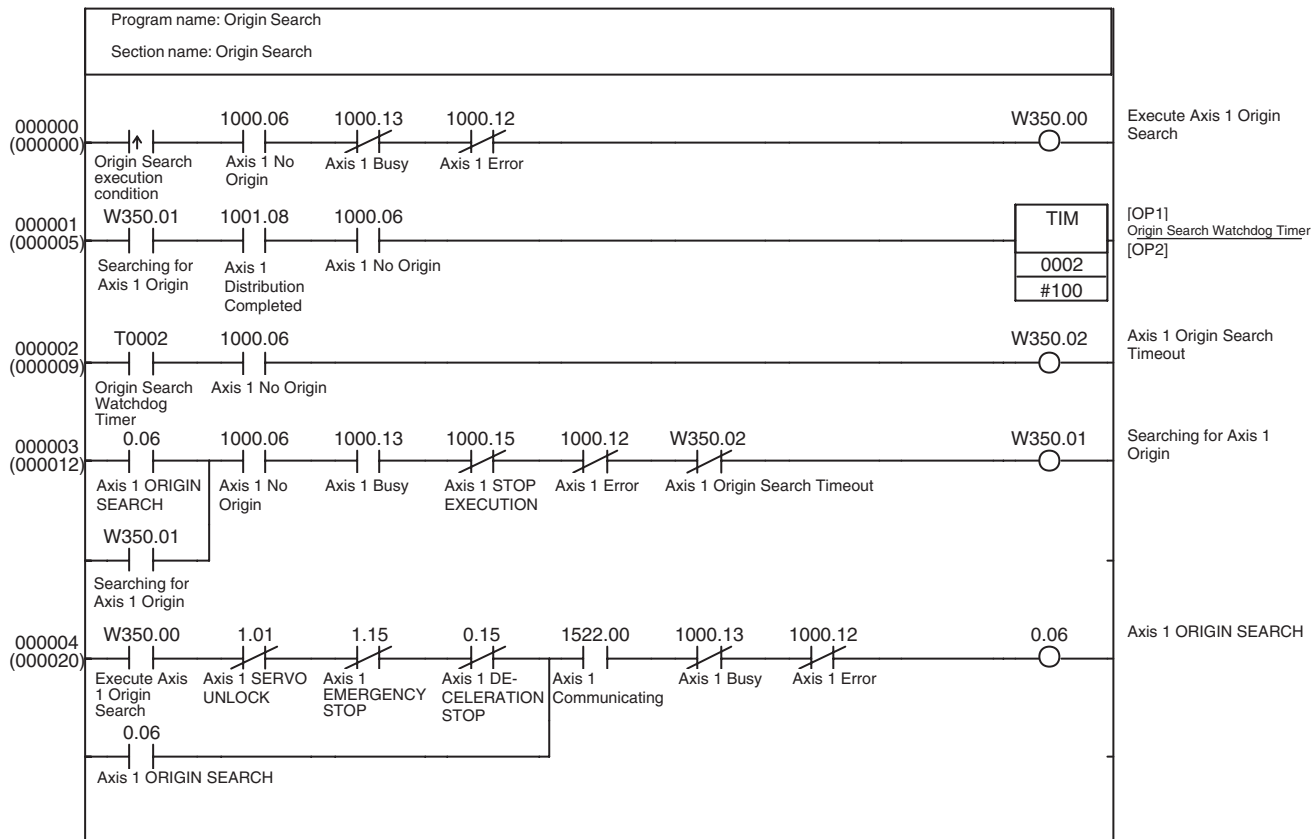 Program name: Origin Search
Section name: Origin Search
000000
(000000)
1000.06
1000.13
1000.12
W350.00
Execute Axis 1 Origin
Search
Origin Search
execution
condition
Axis 1 No
Origin
Axis 1 Busy
Axis 1 Error
000001
(000005)
W350.01
1001.08
1000.06
TIM
0002
#100
[OP1]
Origin Search Watchdog Timer
[OP2]
Searching for
Axis 1 Origin
Axis 1
Distribution
Completed
Axis 1 No Origin
000002
(000009)
T0002
1000.06
W350.02
Axis 1 Origin Search
Timeout
Origin Search
Watchdog
Timer
Axis 1 No Origin
000003
(000012)
0.06
1000.06
1000.13
1000.15
1000.12
W350.02
W350.01
Searching for Axis 1
Origin
Axis 1 ORIGIN
SEARCH
Axis 1 No
Origin
Axis 1 Busy
Axis 1 STOP
EXECUTION
Axis 1 Error
Axis 1 Origin Search Timeout
W350.01
Searching for
Axis 1 Origin
000004
(000020)
W350.00
1.01
1.15
0.15
1522.00
1000.13
1000.12
0.06
Axis 1 ORIGIN SEARCH
Execute Axis
1 Origin
Search
Axis 1 SERVO
UNLOCK
Axis 1
EMERGENCY
STOP
Axis 1 DE-
CELERATION
STOP
Axis 1
Communicating
Axis 1 Busy
Axis 1 Error
0.06
Axis 1 ORIGIN SEARCH